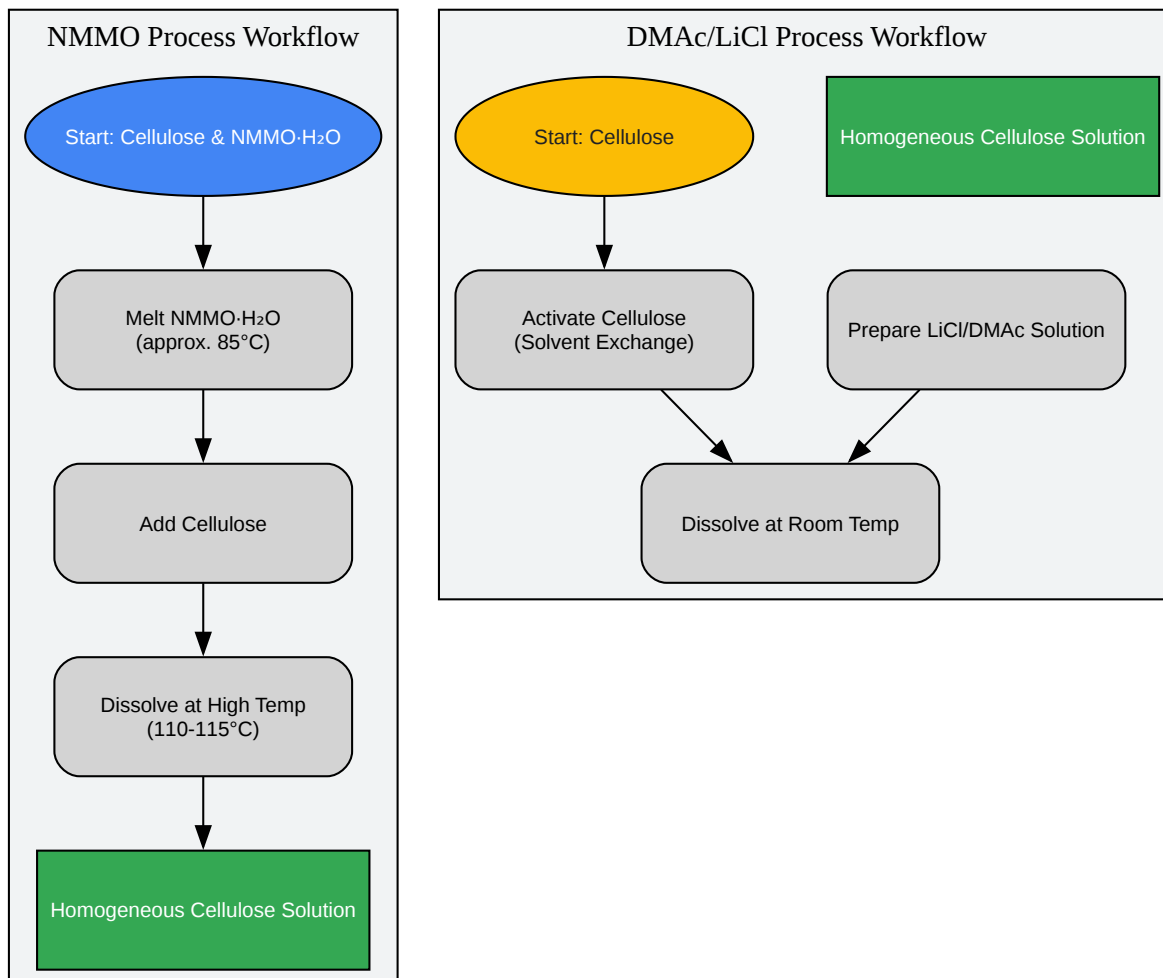 NMMO Process Workflow
Start: Cellulose & NMMO·H₂O
Melt NMMO·H₂O
(approx. 85°C)
Add Cellulose
Dissolve at High Temp
(110-115°C)
Homogeneous Cellulose Solution
DMAc/LiCl Process Workflow
Start: Cellulose
Homogeneous Cellulose Solution
Activate Cellulose
(Solvent Exchange)
Prepare LiCl/DMAc Solution
Dissolve at Room Temp